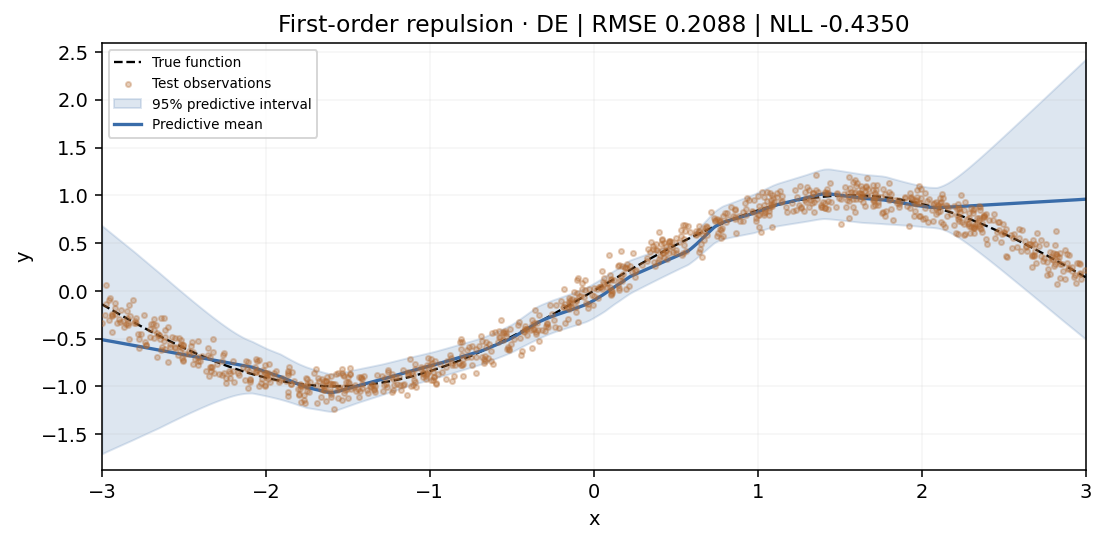 First-order repulsion · DE | RMSE 0.2088 | NLL -0.4350
True function
Test observations
95% predictive interval
Predictive mean
2.5
2.0
1.5
1.0
0.5
0.0
−0.5
−1.0
−1.5
y
−3
−2
−1
0
1
2
3
x